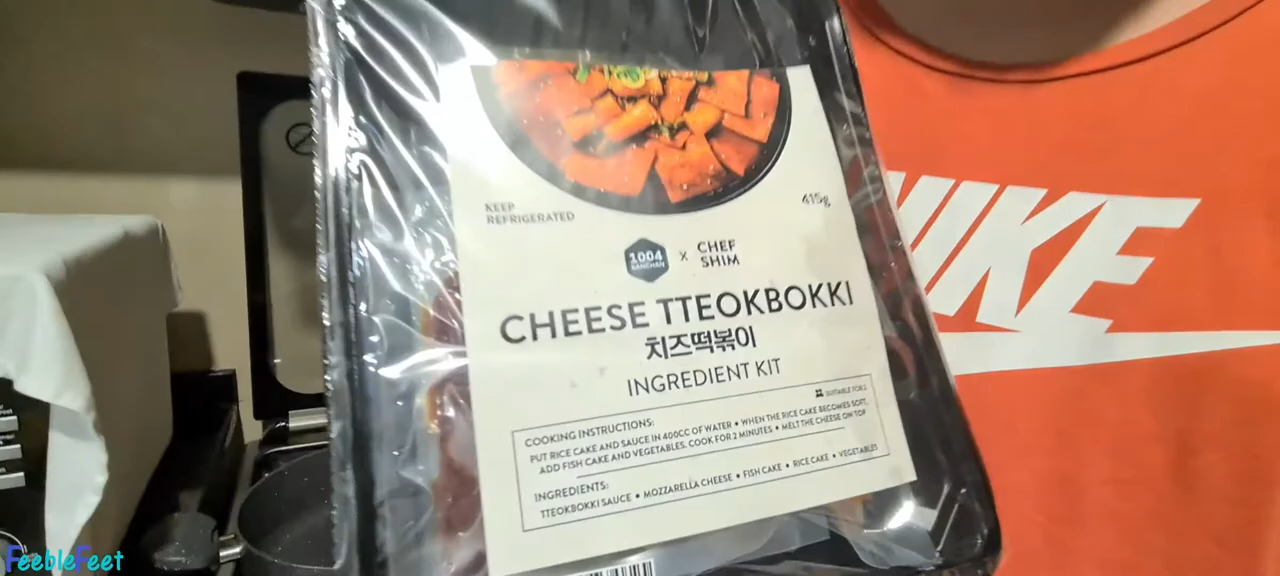 KEEP
REFRIGERATED
415g
1004
SANCHAN
X
CHEF
SHIM
CHEESE TTEOKBOKKI
치즈떡볶이
INGREDIENT KIT
SUITABLE FOR 2
COOKING INSTRUCTIONS:
PUT RICE CAKE AND SAUCE IN 400CC OF WATER • WHEN THE RICE CAKE BECOMES SOFT,
ADD FISH CAKE AND VEGETABLES. COOK FOR 2 MINUTES • MELT THE CHEESE ON TOP
INGREDIENTS:
TTEOKBOKKI SAUCE • MOZZARELLA CHEESE • FISH CAKE • RICE CAKE • VEGETABLES
NIKE
FeebleFeet